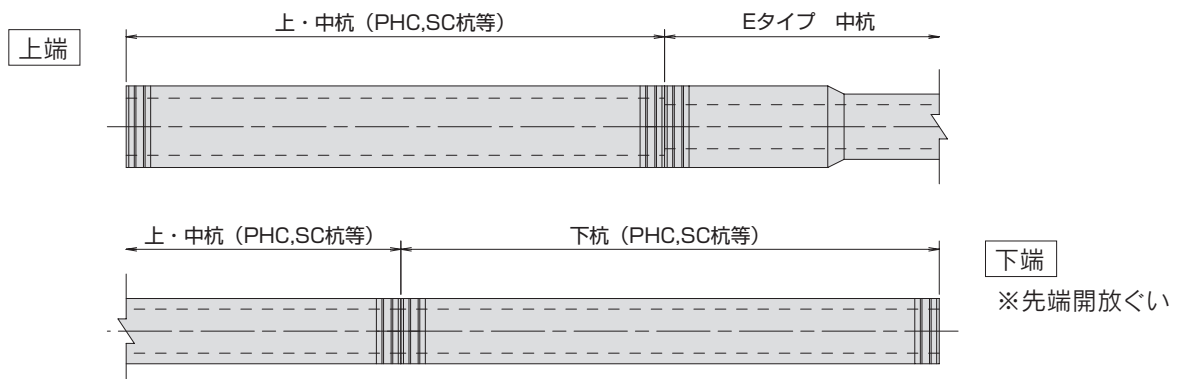 上・中杭（PHC,SC杭等）
Eタイプ　中杭
上端
上・中杭（PHC,SC杭等）
下杭（PHC,SC杭等）
下端
※先端開放ぐい